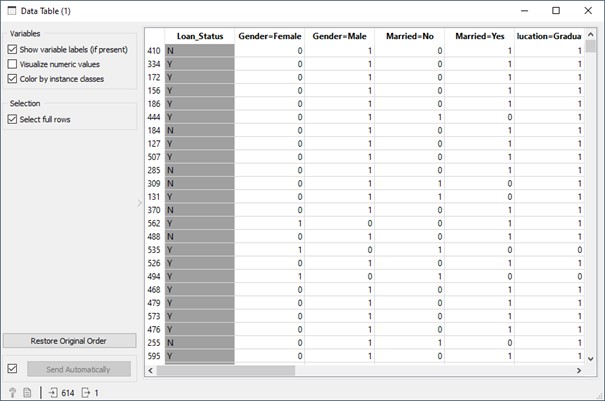 Data Table (1)
Variables
Show variable labels (if present)
Visualize numeric values
Color by instance classes
Selection
Select full rows
Restore Original Order
Send Automatically
614 1
Loan_Status Gender=Female Gender=Male Married=No Married=Yes lucation=Graduat
410 N 0 1 0 1 1
334 Y 0 1 0 1 1
172 Y 0 1 0 1 1
156 Y 0 1 0 1 1
186 Y 0 1 0 1 1
444 Y 0 1 1 0 1
184 N 0 1 0 1 1
127 Y 0 1 0 1 1
507 Y 0 1 0 1 1
285 N 0 1 0 1 1
309 N 0 1 1 0 1
131 Y 0 1 1 0 1
370 N 0 1 0 1 1
562 Y 1 0 0 1 1
488 N 0 1 0 1 1
535 Y 0 1 1 0 0
526 Y 0 1 0 1 1
494 Y 1 0 1 0 0
468 Y 0 1 0 1 1
479 Y 0 1 0 1 1
573 Y 0 1 0 1 1
476 Y 0 1 0 1 1
255 N 0 1 1 0 1
595 Y 0 1 0 1 1